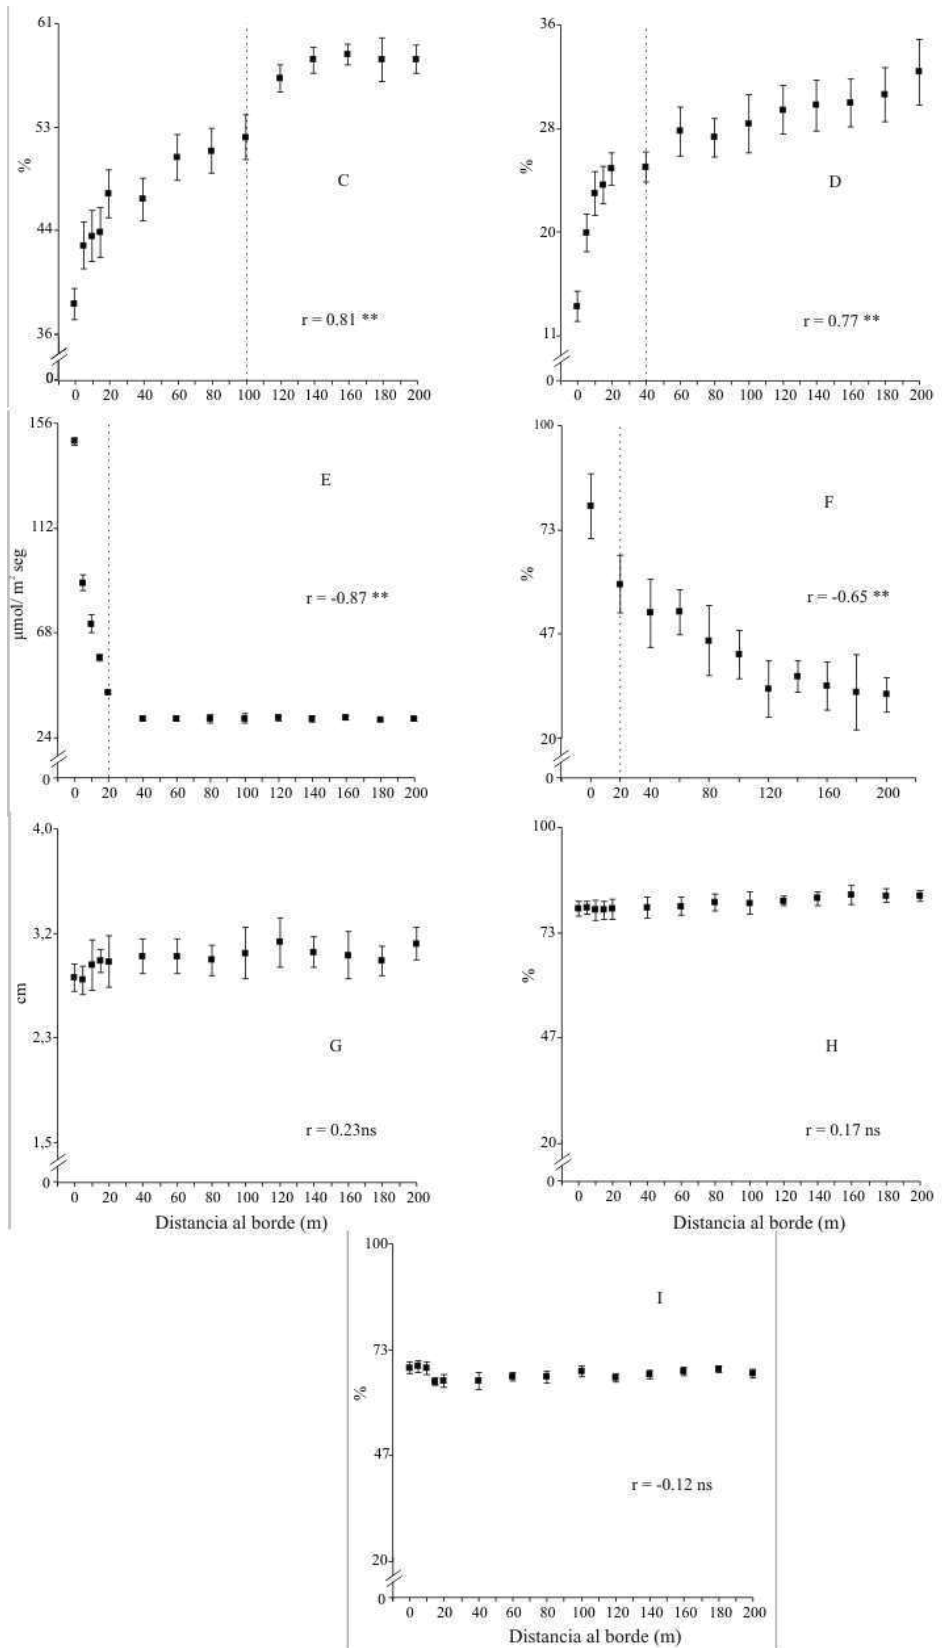 61
53
44
36
0
%
C
r = 0.81 **
0 20 40 60 80 100 120 140 160 180 200
36
28
20
11
0
%
D
r = 0.77 **
0 20 40 60 80 100 120 140 160 180 200
156
112
68
24
0
µmol/ m² seg
E
r = -0.87 **
0 20 40 60 80 100 120 140 160 180 200
100
73
47
20
0
%
F
r = -0.65 **
0 20 40 80 120 160 200
4,0
3,2
2,3
1,5
0
cm
G
r = 0.23ns
0 20 40 60 80 100 120 140 160 180 200
Distancia al borde (m)
100
73
47
20
0
%
H
r = 0.17 ns
0 20 40 60 80 100 120 140 160 180 200
Distancia al borde (m)
100
73
47
20
0
%
I
r = -0.12 ns
0 20 40 60 80 100 120 140 160 180 200
Distancia al borde (m)